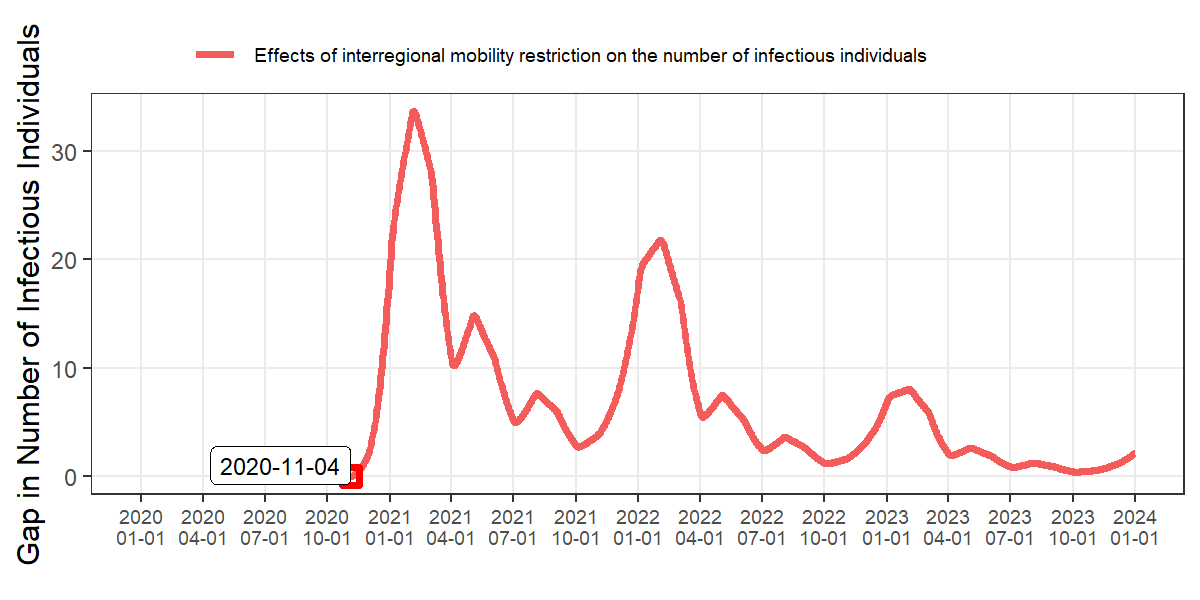 Effects of interregional mobility restriction on the number of infectious individuals
Gap in Number of Infectious Individuals
30
20
10
0
2020-11-04
2020 2020 2020 2020 2021 2021 2021 2021 2022 2022 2022 2022 2023 2023 2023 2023 2024
01-01 04-01 07-01 10-01 01-01 04-01 07-01 10-01 01-01 04-01 07-01 10-01 01-01 04-01 07-01 10-01 01-01